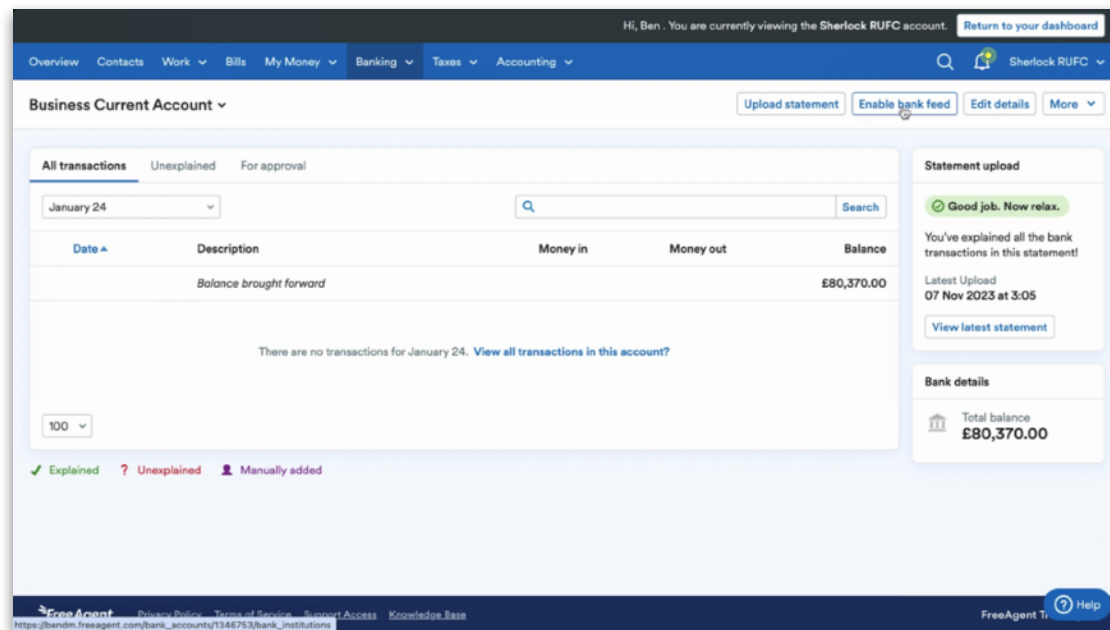 Hi, Ben . You are currently viewing the Sherlock RUFC account. Return to your dashboard
Overview Contacts Work Bills My Money Banking Taxes Accounting Sherlock RUFC
Business Current Account Upload statement Enable bank feed Edit details More
All transactions Unexplained For approval
January 24 Search
Date Description Money in Money out Balance
Balance brought forward £80,370.00
There are no transactions for January 24. View all transactions in this account?
100
Explained ? Unexplained Manually added
Statement upload
Good job. Now relax.
You've explained all the bank
transactions in this statement!
Latest Upload
07 Nov 2023 at 3:05
View latest statement
Bank details
Total balance
£80,370.00
FreeAgent Privacy Policy Terms of Service Support Access Knowledge Base FreeAgent
Help
https://bendm.freeagent.com/bank_accounts/1346753/bank_institutions